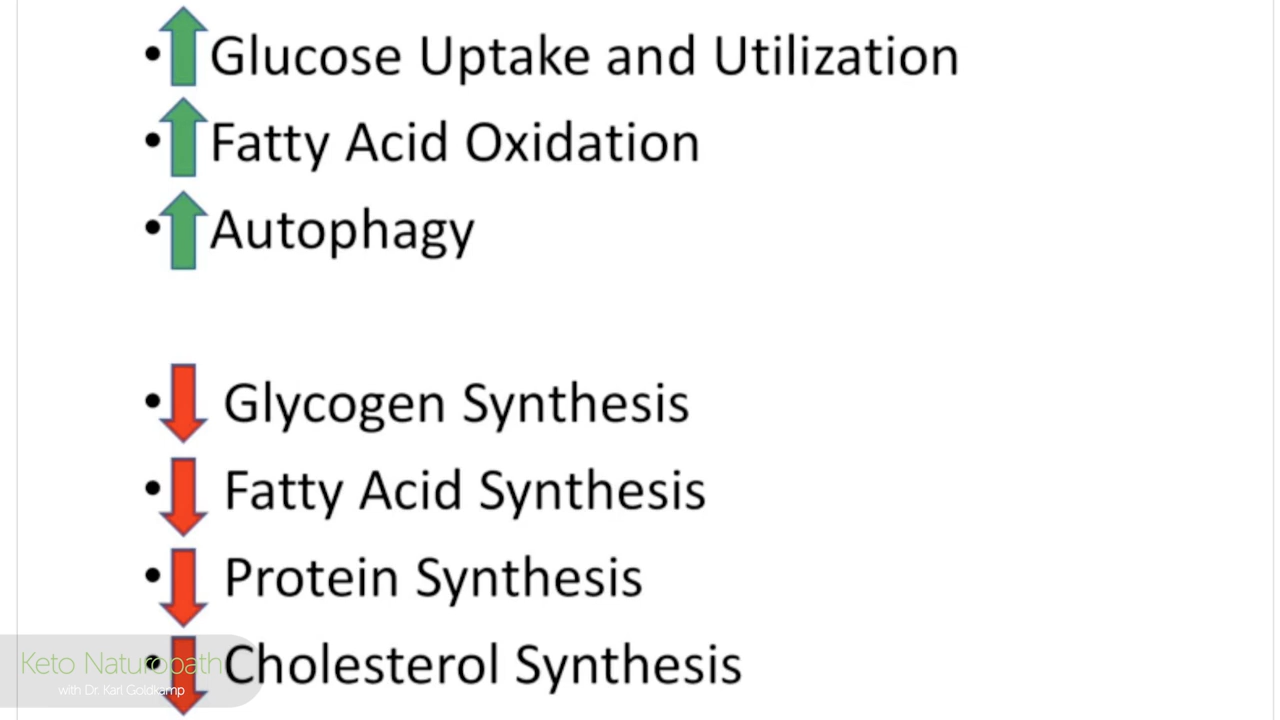 • Glucose Uptake and Utilization
• Fatty Acid Oxidation
• Autophagy
• Glycogen Synthesis
• Fatty Acid Synthesis
• Protein Synthesis
• Cholesterol Synthesis
Keto Naturopath
with Dr. Karl Goldkamp